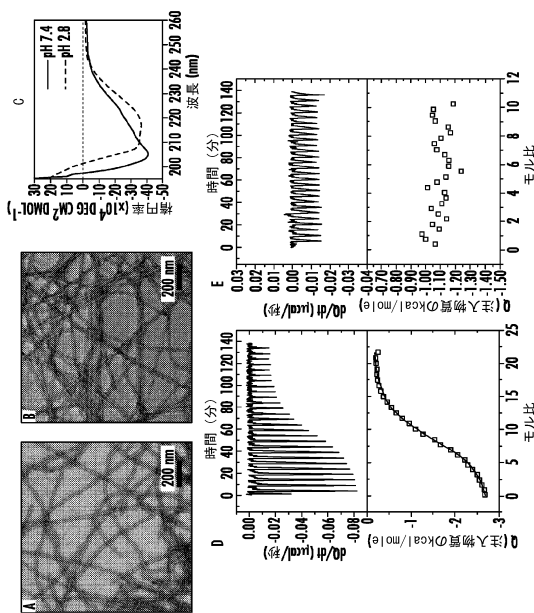 A
200 nm
B
200 nm
C
楕円率
(x10⁴ DEG CM² DMOL⁻¹)
30
20
10
0
-10
-20
-30
-40
-50
pH 7.4
pH 2.8
200 210 220 230 240 250 260
波長 (nm)
D
時間 (分)
0 20 40 60 80 100 120 140
dQ/dt (μcal/秒)
0.00
-0.01
-0.02
-0.03
-0.04
-0.05
-0.06
-0.07
-0.08
Q (注入物質のkcal/mole)
0
-1
-2
-3
0 5 10 15 20 25
モル比
E
時間 (分)
0 20 40 60 80 100 120 140
dQ/dt (μcal/秒)
0.03
0.02
0.01
0.00
-0.01
-0.02
-0.03
-0.04
Q (注入物質のkcal/mole)
-0.80
-0.90
-1.00
-1.10
-1.20
-1.30
-1.40
-1.50
0 2 4 6 8 10 12
モル比